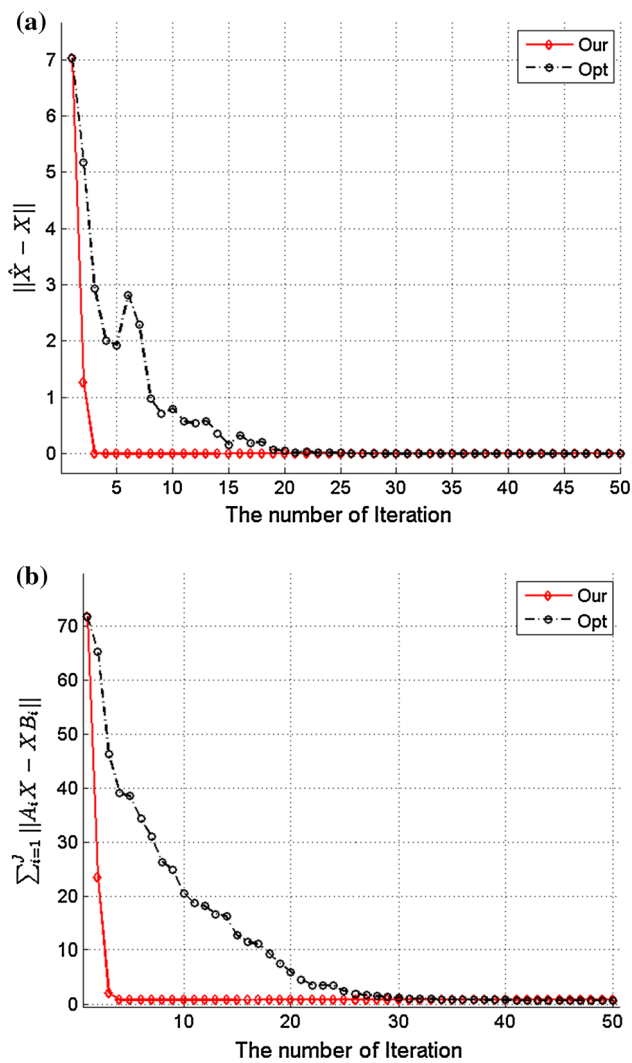 (a)
7
6
5
4
3
2
1
0
||X̂ − X||
5 10 15 20 25 30 35 40 45 50
The number of Iteration
Our
Opt
(b)
70
60
50
40
30
20
10
0
∑_{i=1}^{J} ||A_iX − XB_i||
10 20 30 40 50
The number of Iteration
Our
Opt